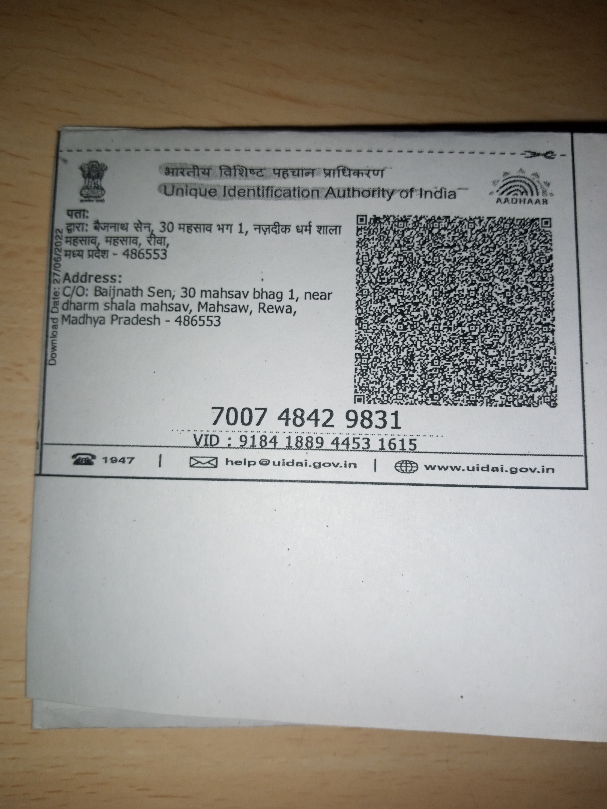 भारतीय विशिष्ट पहचान प्राधिकरण
Unique Identification Authority of India
AADHAAR
पता:
द्वारा: बैजनाथ सेन, 30 महसाव भग 1, नज़दीक धर्म शाला
महसाव, महसाव, रीवा,
मध्य प्रदेश - 486553
Address:
C/O: Baijnath Sen, 30 mahsav bhag 1, near
dharm shala mahsav, Mahsaw, Rewa,
Madhya Pradesh - 486553
Download Date: 27/06/2022
7007 4842 9831
VID : 9184 1889 4453 1615
1947 | help@uidai.gov.in | www.uidai.gov.in